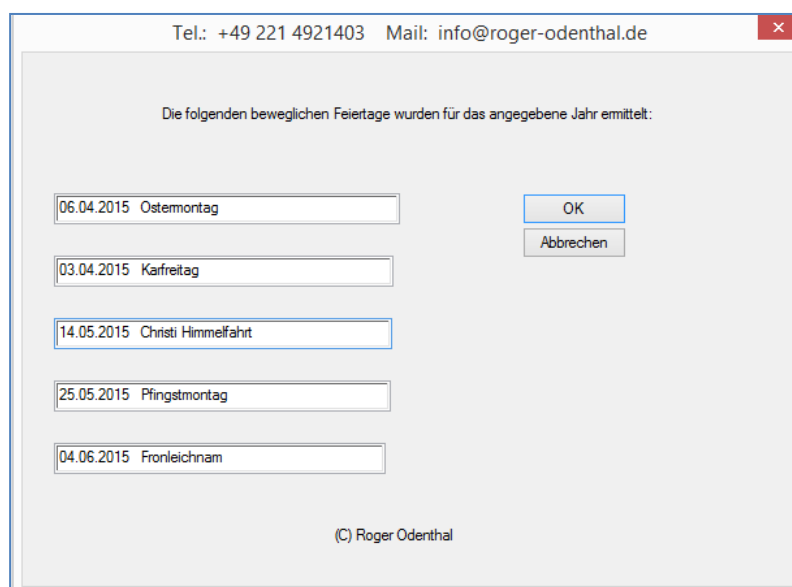 Tel.: +49 221 4921403 Mail: info@roger-odenthal.de
Die folgenden beweglichen Feiertage wurden für das angegebene Jahr ermittelt:
06.04.2015 Ostermontag
OK
Abbrechen
03.04.2015 Karfreitag
14.05.2015 Christi Himmelfahrt
25.05.2015 Pfingstmontag
04.06.2015 Fronleichnam
(C) Roger Odenthal